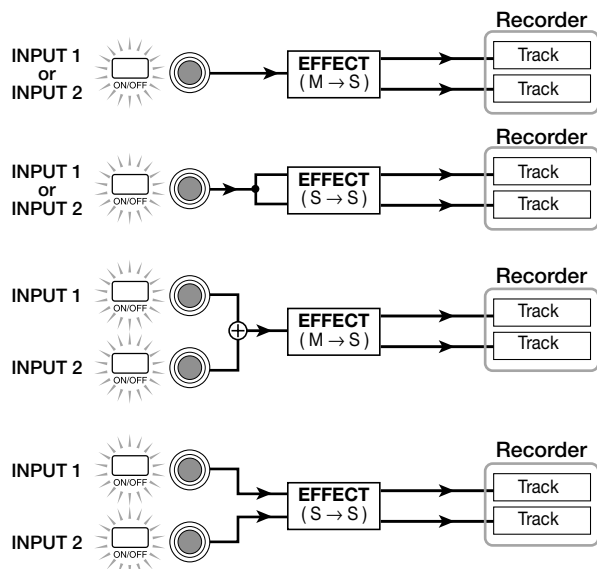 Recorder
INPUT 1
or
INPUT 2
ON/OFF
EFFECT
(M→S)
Track
Track
Recorder
INPUT 1
or
INPUT 2
ON/OFF
EFFECT
(S→S)
Track
Track
Recorder
INPUT 1
ON/OFF
INPUT 2
ON/OFF
EFFECT
(M→S)
Track
Track
Recorder
INPUT 1
ON/OFF
INPUT 2
ON/OFF
EFFECT
(S→S)
Track
Track